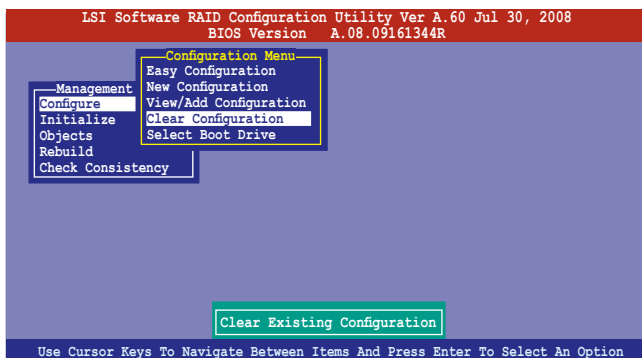 LSI Software RAID Configuration Utility Ver A.60 Jul 30, 2008
BIOS Version A.08.09161344R
Configuration Menu
Easy Configuration
New Configuration
View/Add Configuration
Clear Configuration
Select Boot Drive
Management
Configure
Initialize
Objects
Rebuild
Check Consistency
Clear Existing Configuration
Use Cursor Keys To Navigate Between Items And Press Enter To Select An Option